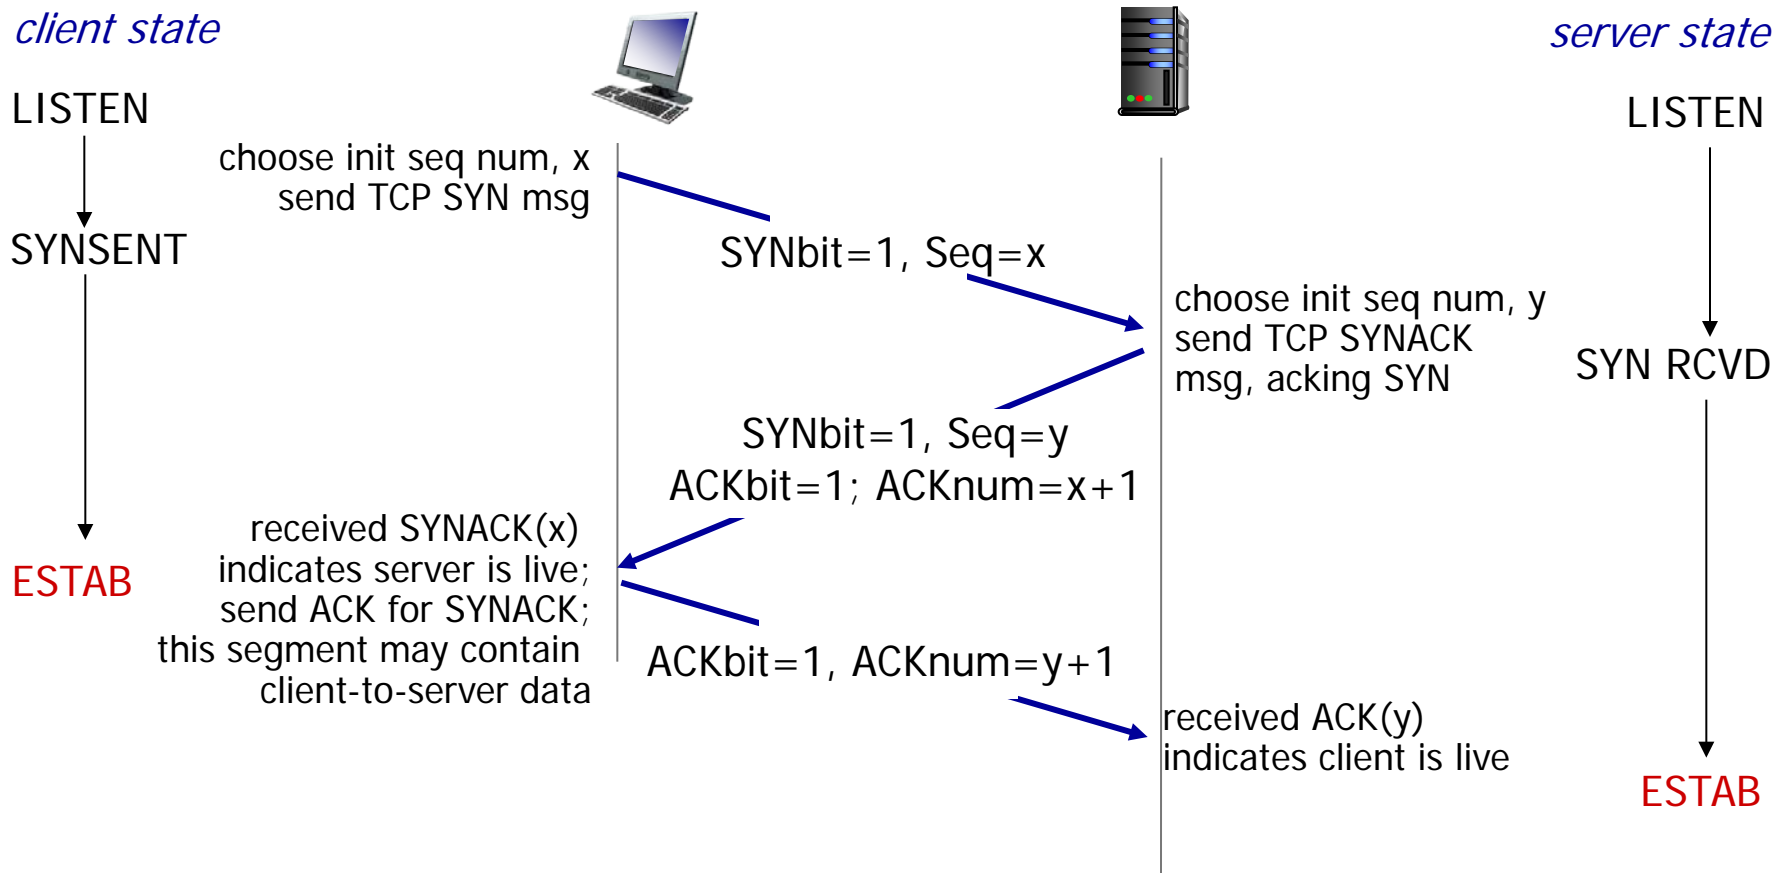 client state
server state
LISTEN
LISTEN
choose init seq num, x
send TCP SYN msg
SYNSENT
SYNbit=1, Seq=x
choose init seq num, y
send TCP SYNACK
msg, acking SYN
SYN RCVD
SYNbit=1, Seq=y
ACKbit=1; ACKnum=x+1
received SYNACK(x)
indicates server is live;
send ACK for SYNACK;
this segment may contain
client-to-server data
ESTAB
ACKbit=1, ACKnum=y+1
received ACK(y)
indicates client is live
ESTAB